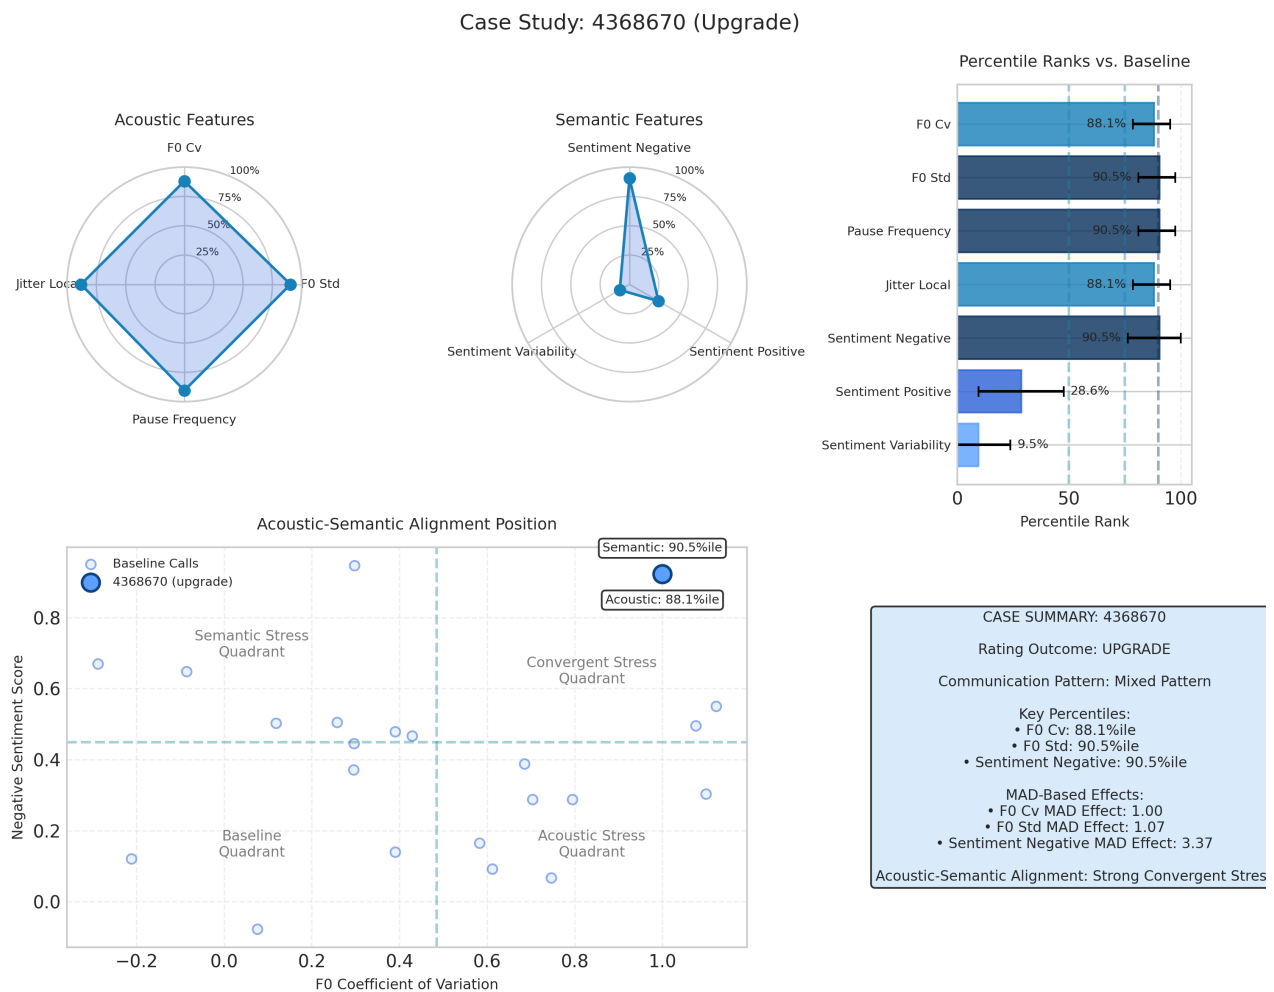 Case Study: 4368670 (Upgrade)
Acoustic Features
F0 Cv
100%
75%
50%
25%
Jitter Loca
F0 Std
Pause Frequency
Semantic Features
Sentiment Negative
100%
75%
50%
25%
Sentiment Variability
Sentiment Positive
Percentile Ranks vs. Baseline
F0 Cv
88.1%
F0 Std
90.5%
Pause Frequency
90.5%
Jitter Local
88.1%
Sentiment Negative
90.5%
Sentiment Positive
28.6%
Sentiment Variability
9.5%
0
50
100
Percentile Rank
Acoustic-Semantic Alignment Position
Baseline Calls
4368670 (upgrade)
Semantic: 90.5%ile
Acoustic: 88.1%ile
Semantic Stress
Quadrant
Convergent Stress
Quadrant
Baseline
Quadrant
Acoustic Stress
Quadrant
Negative Sentiment Score
0.8
0.6
0.4
0.2
0.0
−0.2
0.0
0.2
0.4
0.6
0.8
1.0
F0 Coefficient of Variation
CASE SUMMARY: 4368670
Rating Outcome: UPGRADE
Communication Pattern: Mixed Pattern
Key Percentiles:
• F0 Cv: 88.1%ile
• F0 Std: 90.5%ile
• Sentiment Negative: 90.5%ile
MAD-Based Effects:
• F0 Cv MAD Effect: 1.00
• F0 Std MAD Effect: 1.07
• Sentiment Negative MAD Effect: 3.37
Acoustic-Semantic Alignment: Strong Convergent Stres